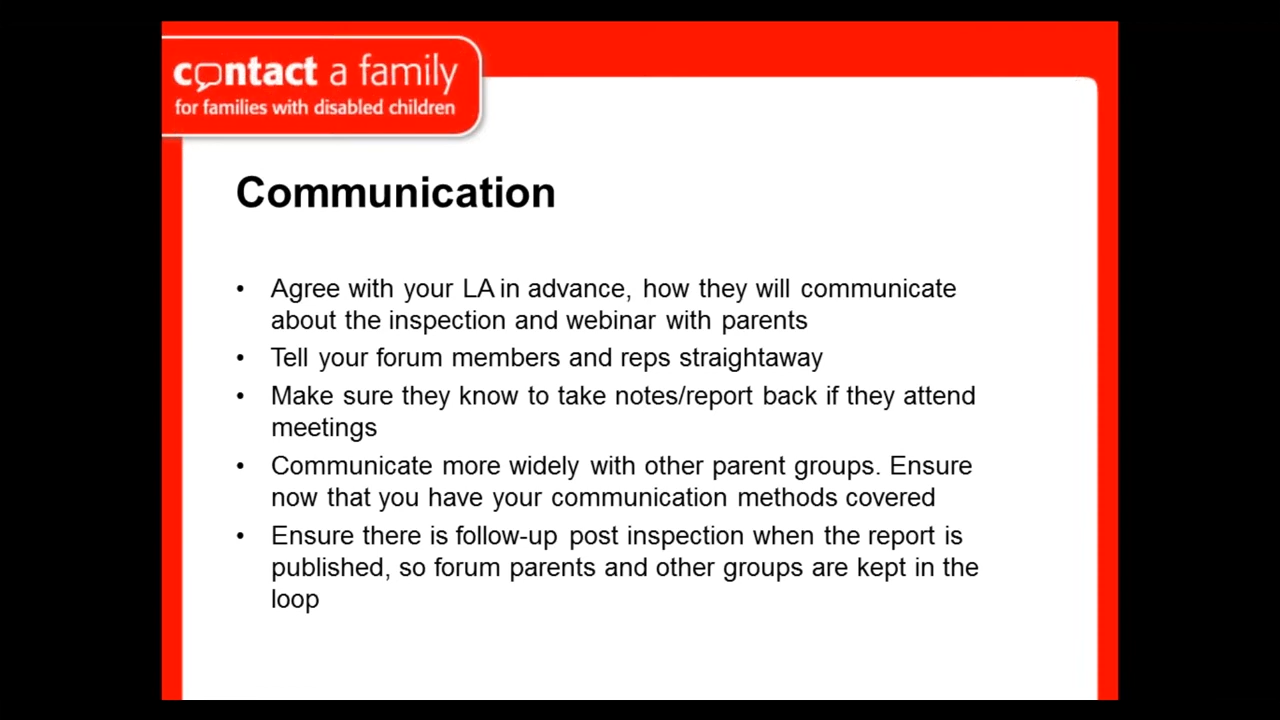 contact a family
for families with disabled children
Communication
• Agree with your LA in advance, how they will communicate
about the inspection and webinar with parents
• Tell your forum members and reps straightaway
• Make sure they know to take notes/report back if they attend
meetings
• Communicate more widely with other parent groups. Ensure
now that you have your communication methods covered
• Ensure there is follow-up post inspection when the report is
published, so forum parents and other groups are kept in the
loop